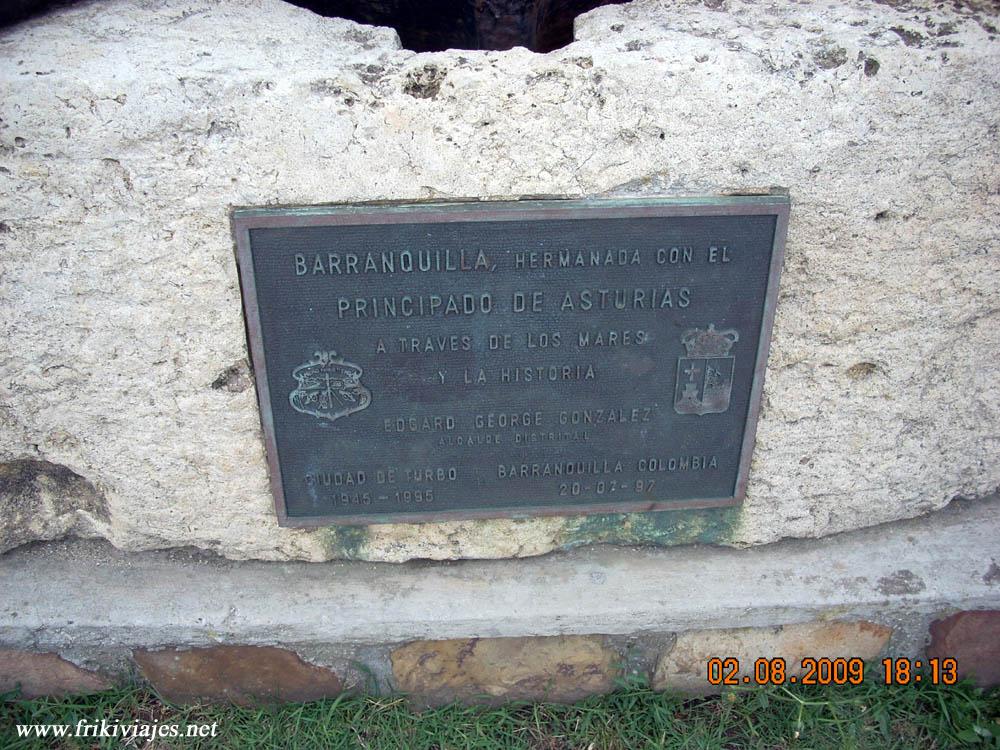 BARRANQUILLA, HERMANADA CON EL
PRINCIPADO DE ASTURIAS
A TRAVES DE LOS MARES
Y LA HISTORIA
EDGARD GEORGE GONZALEZ
ALCALDE DISTRITAL
CIUDAD DE TURBO
1945-1995
BARRANQUILLA COLOMBIA
20-07-97
02.08.2009 18:13
www.frikiviajes.net